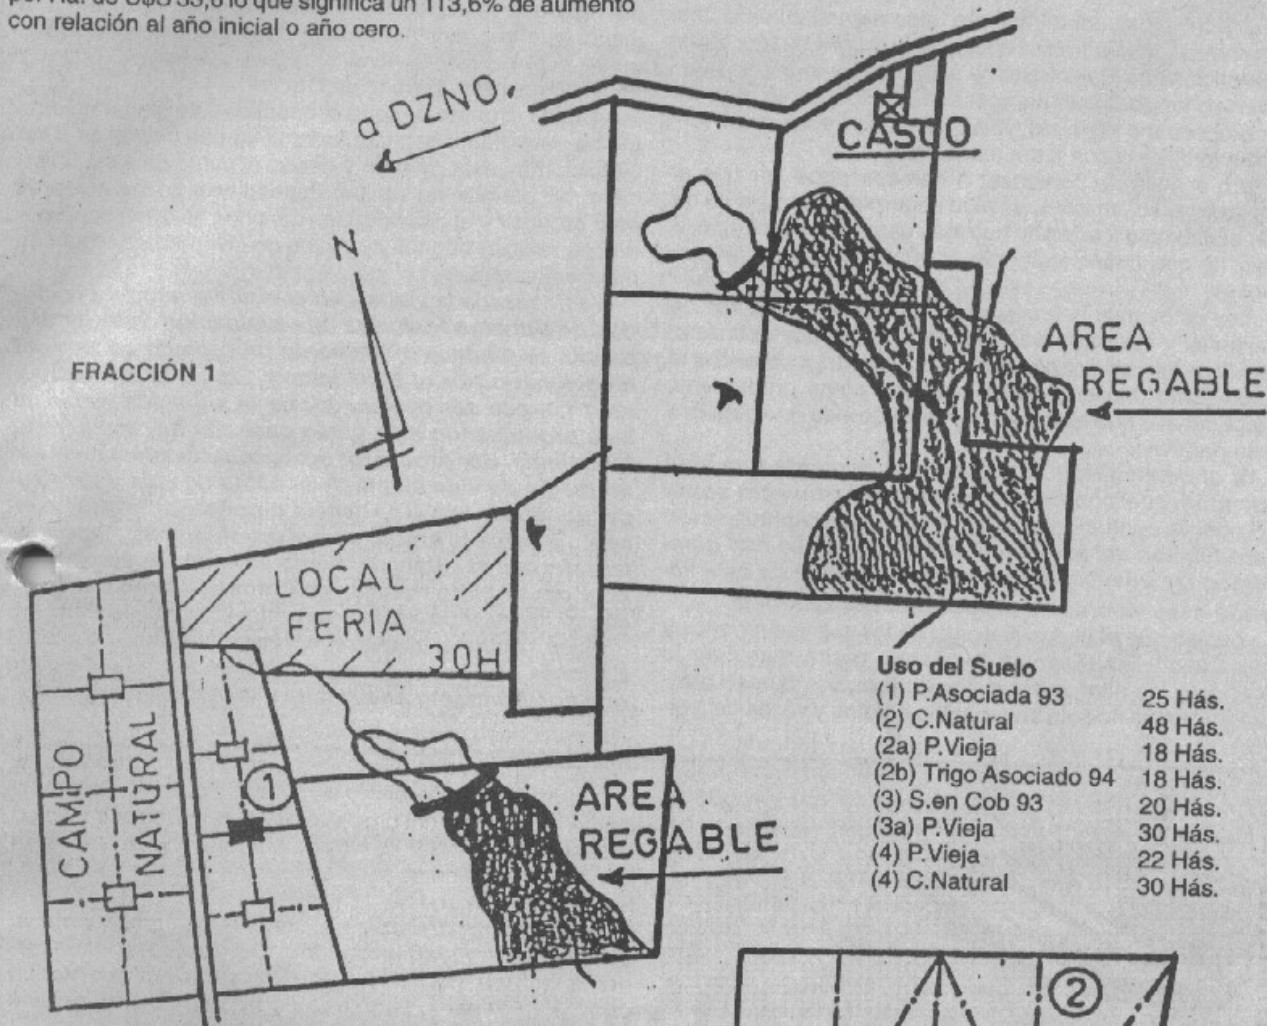 con relación al año inicial o año cero.
a DZNO.
CASCO
N
FRACCIÓN 1
AREA
REGABLE
LOCAL
FERIA
30H
CAMPO
NATURAL
1
AREA
REGABLE
Uso del Suelo
(1) P.Asociada 93 25 Hás.
(2) C.Natural 48 Hás.
(2a) P.Vieja 18 Hás.
(2b) Trigo Asociado 94 18 Hás.
(3) S.en Cob 93 20 Hás.
(3a) P.Vieja 30 Hás.
(4) P.Vieja 22 Hás.
(4) C.Natural 30 Hás.
2